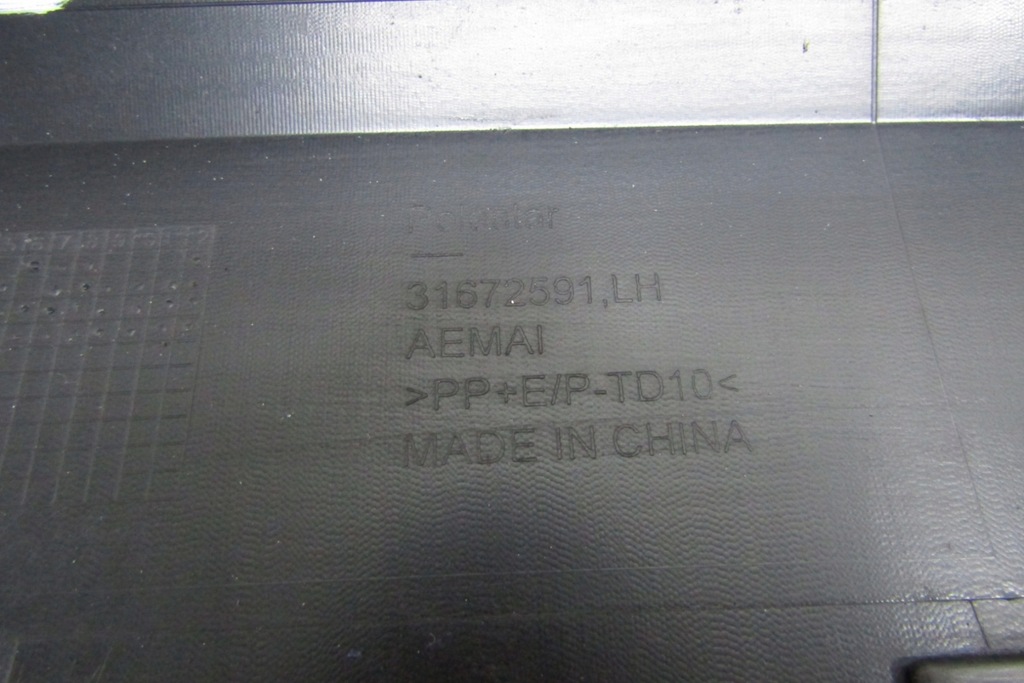 31672591,LH
AEMAI
>PP+E/P-TD10<
MADE IN CHINA